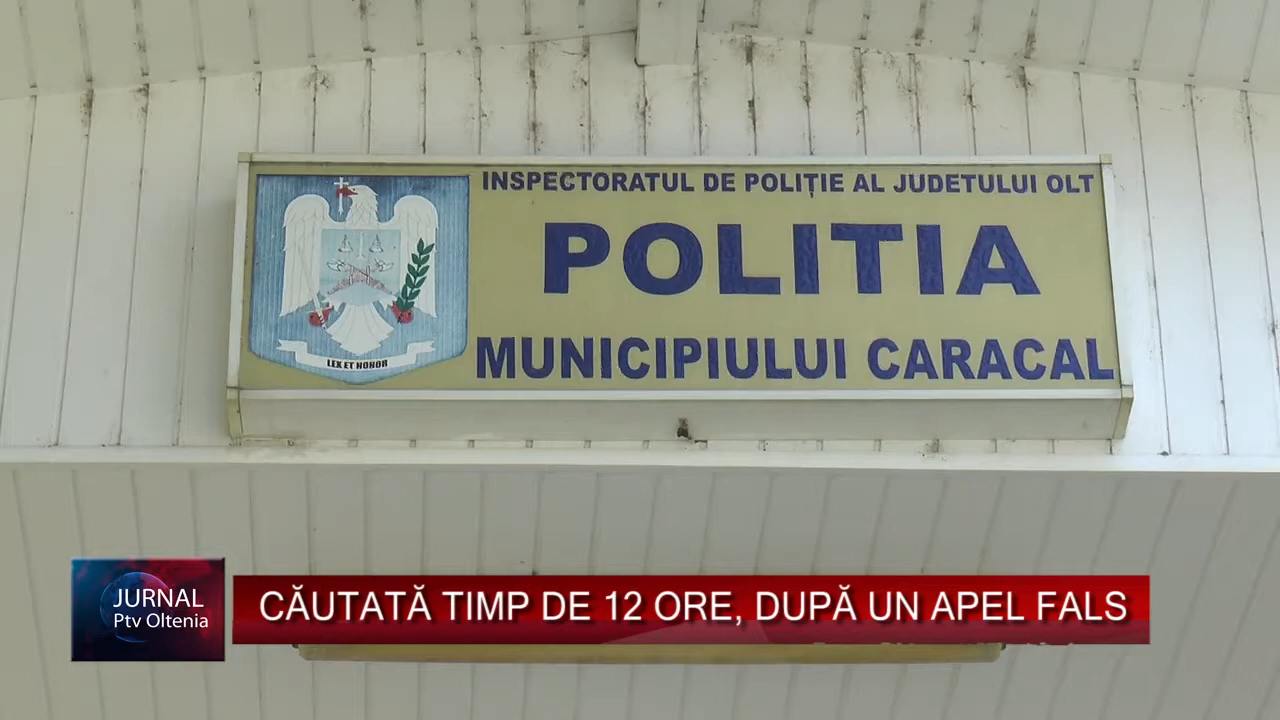 INSPECTORATUL DE POLIȚIE AL JUDETULUI OLT
POLITIA
MUNICIPIULUI CARACAL
LEX ET HONOR
JURNAL
Ptv Oltenia
CĂUTATĂ TIMP DE 12 ORE, DUPĂ UN APEL FALS